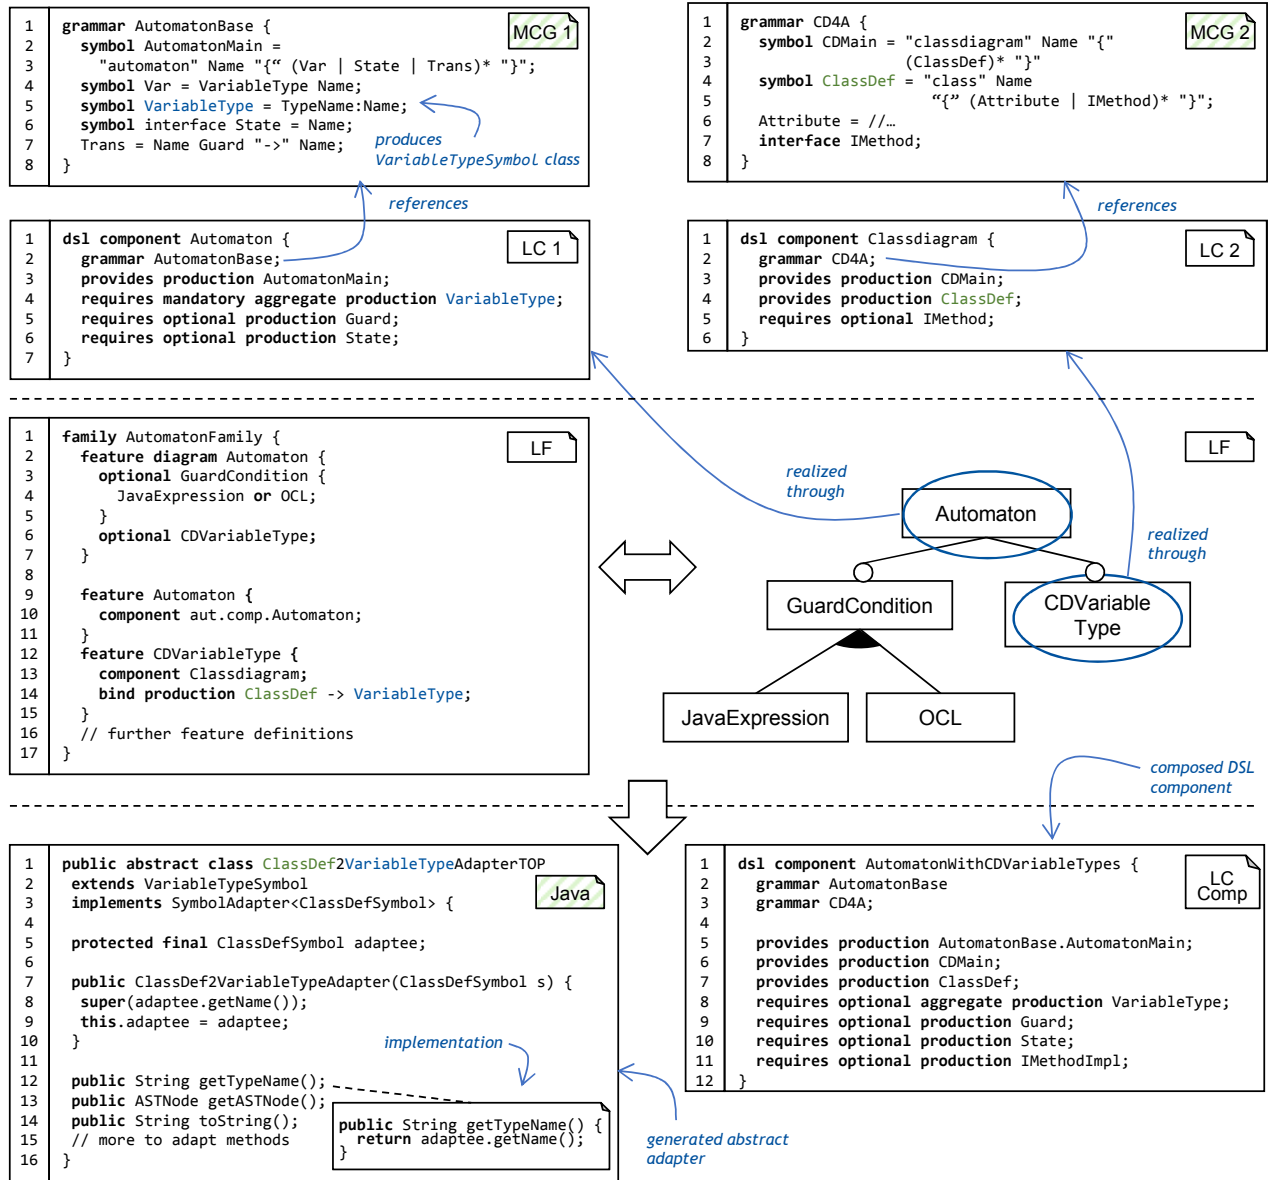 MCG 1
1 grammar AutomatonBase {
2 symbol AutomatonMain =
3 "automaton" Name "{“ (Var | State | Trans)* "}";
4 symbol Var = VariableType Name;
5 symbol VariableType = TypeName:Name;
6 symbol interface State = Name;
7 Trans = Name Guard "->" Name;
8 }
produces
VariableTypeSymbol class
MCG 2
1 grammar CD4A {
2 symbol CDMain = "classdiagram" Name "{"
3 (ClassDef)* "}"
4 symbol ClassDef = "class" Name
5 “{” (Attribute | IMethod)* "}";
6 Attribute = //…
7 interface IMethod;
8 }
references
references
LC 1
1 dsl component Automaton {
2 grammar AutomatonBase;
3 provides production AutomatonMain;
4 requires mandatory aggregate production VariableType;
5 requires optional production Guard;
6 requires optional production State;
7 }
LC 2
1 dsl component Classdiagram {
2 grammar CD4A;
3 provides production CDMain;
4 provides production ClassDef;
5 requires optional IMethod;
6 }
LF
1 family AutomatonFamily {
2 feature diagram Automaton {
3 optional GuardCondition {
4 JavaExpression or OCL;
5 }
6 optional CDVariableType;
7 }
8
9 feature Automaton {
10 component aut.comp.Automaton;
11 }
12 feature CDVariableType {
13 component Classdiagram;
14 bind production ClassDef -> VariableType;
15 }
16 // further feature definitions
17 }
LF
realized
through
Automaton
realized
through
GuardCondition
CDVariable
Type
JavaExpression
OCL
composed DSL
component
Java
1 public abstract class ClassDef2VariableTypeAdapterTOP
2 extends VariableTypeSymbol
3 implements SymbolAdapter<ClassDefSymbol> {
4
5 protected final ClassDefSymbol adaptee;
6
7 public ClassDef2VariableTypeAdapter(ClassDefSymbol s) {
8 super(adaptee.getName());
9 this.adaptee = adaptee;
10 }
11
12 public String getTypeName();
13 public ASTNode getASTNode();
14 public String toString();
15 // more to adapt methods
16 }
implementation
public String getTypeName() {
return adaptee.getName();
}
generated abstract
adapter
LC
Comp
1 dsl component AutomatonWithCDVariableTypes {
2 grammar AutomatonBase
3 grammar CD4A;
4
5 provides production AutomatonBase.AutomatonMain;
6 provides production CDMain;
7 provides production ClassDef;
8 requires optional aggregate production VariableType;
9 requires optional production Guard;
10 requires optional production State;
11 requires optional production IMethodImpl;
12 }